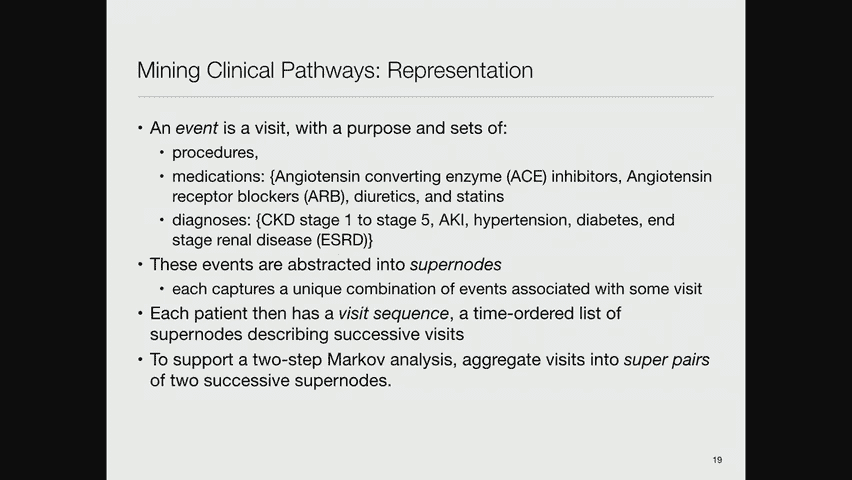 Mining Clinical Pathways: Representation
• An event is a visit, with a purpose and sets of:
• procedures,
• medications: {Angiotensin converting enzyme (ACE) inhibitors, Angiotensin
receptor blockers (ARB), diuretics, and statins
• diagnoses: {CKD stage 1 to stage 5, AKI, hypertension, diabetes, end
stage renal disease (ESRD)}
• These events are abstracted into supernodes
• each captures a unique combination of events associated with some visit
• Each patient then has a visit sequence, a time-ordered list of
supernodes describing successive visits
• To support a two-step Markov analysis, aggregate visits into super pairs
of two successive supernodes.
19